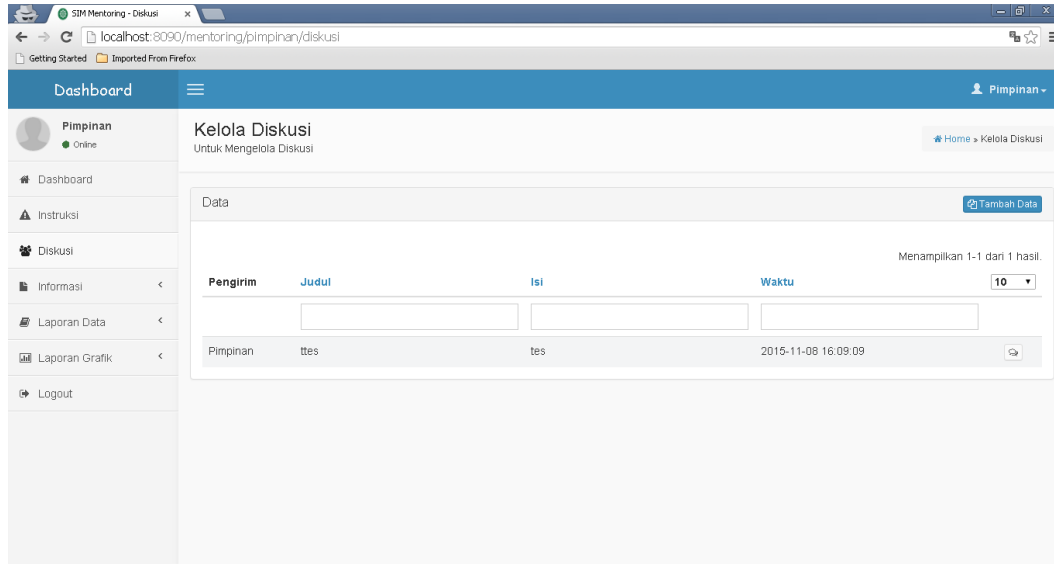 SIM Mentoring - Diskusi
localhost:8090/mentoring/pimpinan/diskusi
Getting Started Imported From Firefox
Dashboard Pimpinan
Pimpinan
Online
Dashboard
Instruksi
Diskusi
Informasi
Laporan Data
Laporan Grafik
Logout
Kelola Diskusi
Untuk Mengelola Diskusi
Home » Kelola Diskusi
Data Tambah Data
Menampilkan 1-1 dari 1 hasil.
Pengirim Judul Isi Waktu 10
Pimpinan ttes tes 2015-11-08 16:09:09